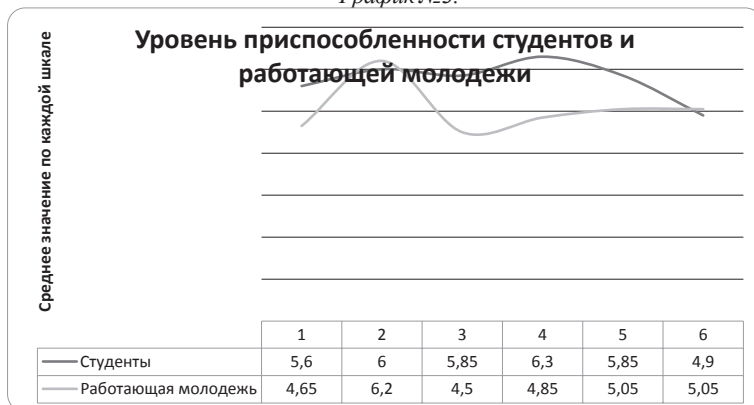 График №3.
Уровень приспособленности студентов и
работающей молодежи
Среднее значение по каждой шкале
1 2 3 4 5 6
Студенты 5,6 6 5,85 6,3 5,85 4,9
Работающая молодежь 4,65 6,2 4,5 4,85 5,05 5,05